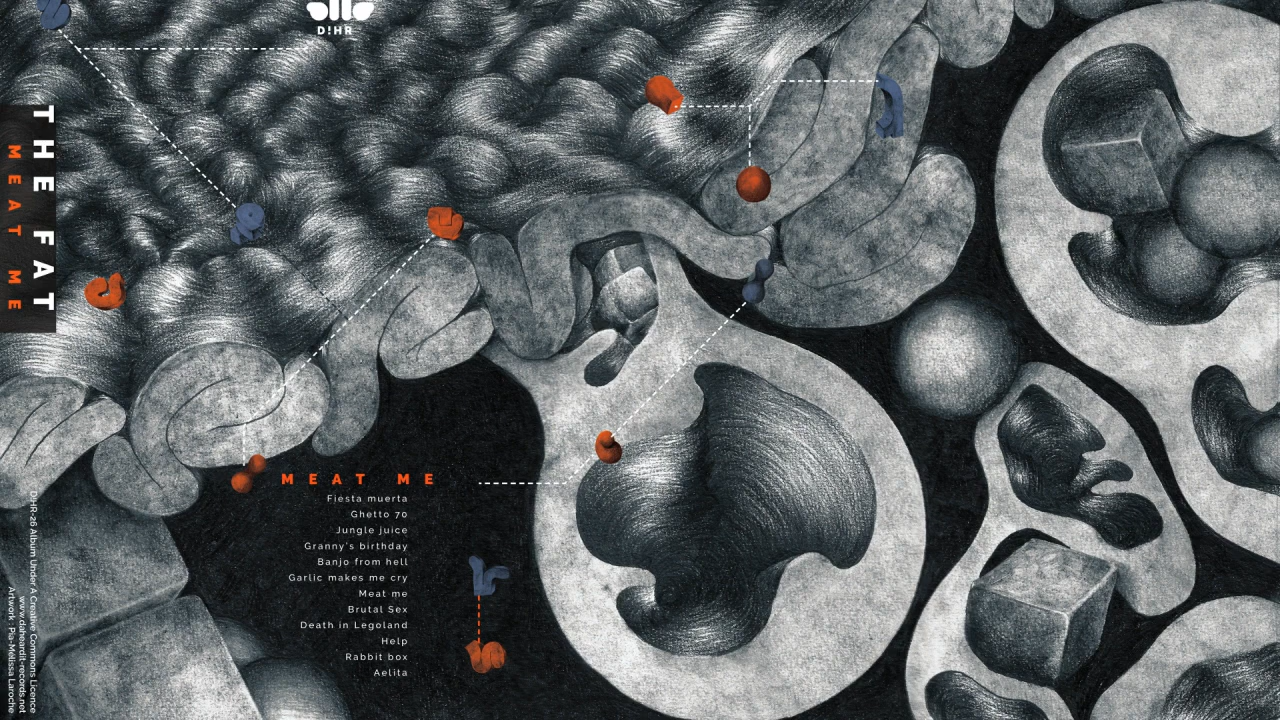 D!HR
THE FAT
MEAT ME
MEAT ME
Fiesta muerta
Ghetto 70
Jungle juice
Granny's birthday
Banjo from hell
Garlic makes me cry
Meat me
Brutal Sex
Death in Legoland
Help
Rabbit box
Aelita
DHR-26 Album Under A Creative Commons Licence
www.daheardit-records.net
Artwork : Pia-Melissa Laroche